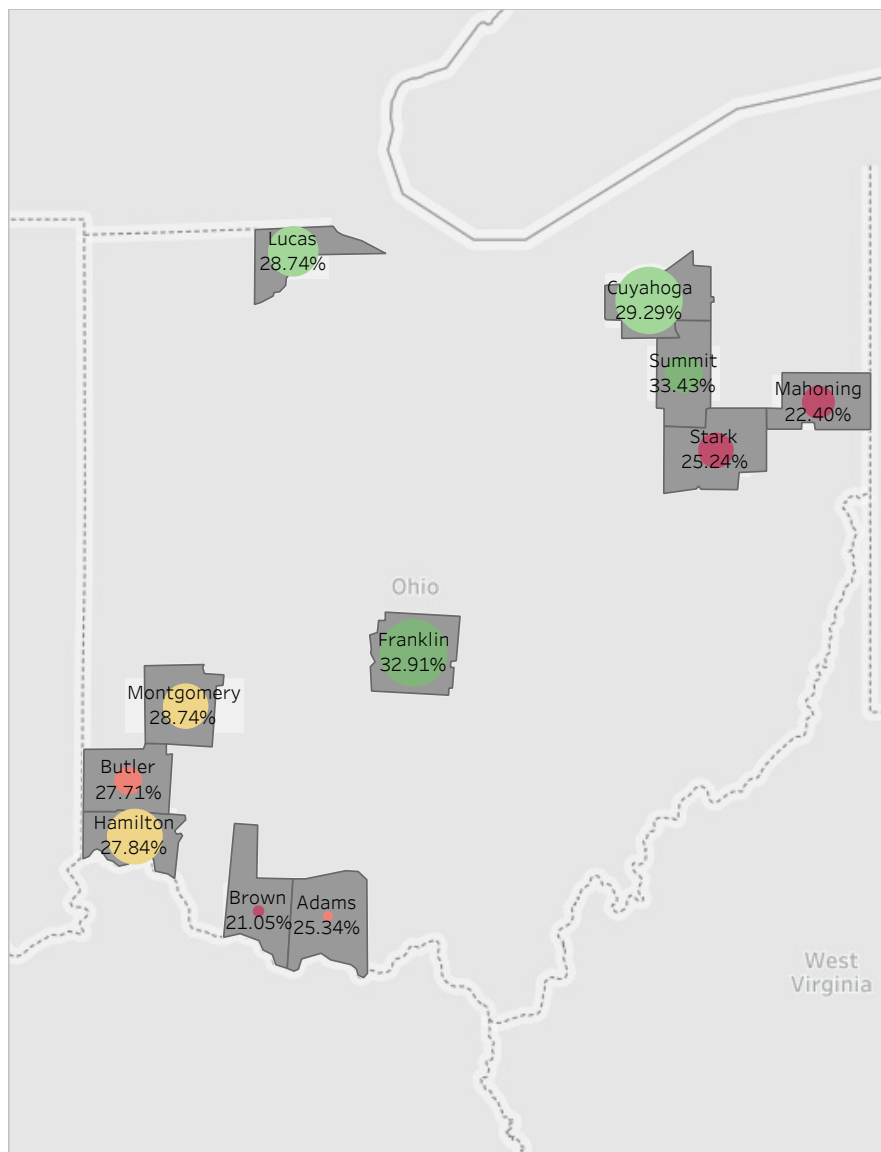 Lucas
28.74%
Cuyahoga
29.29%
Summit
33.43%
Mahoning
22.40%
Stark
25.24%
Ohio
Franklin
32.91%
Montgomery
28.74%
Butler
27.71%
Hamilton
27.84%
Brown
21.05%
Adams
25.34%
West
Virginia